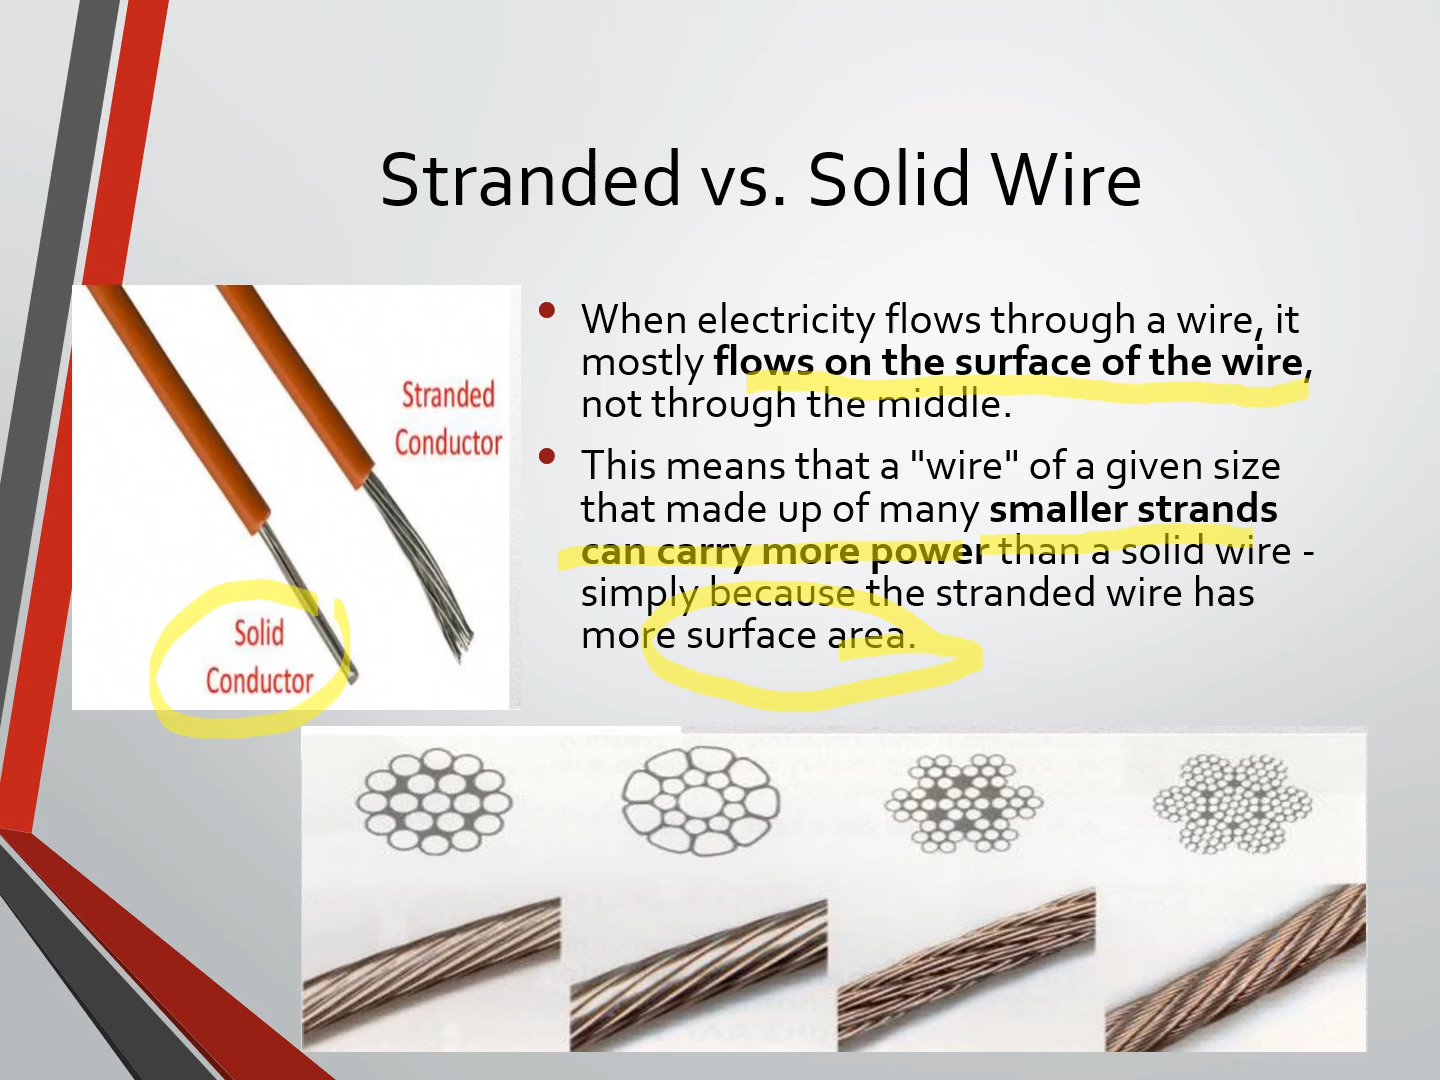 Stranded vs. Solid Wire
Stranded
Conductor
Solid
Conductor
• When electricity flows through a wire, it
mostly flows on the surface of the wire,
not through the middle.
• This means that a "wire" of a given size
that made up of many smaller strands
can carry more power than a solid wire -
simply because the stranded wire has
more surface area.